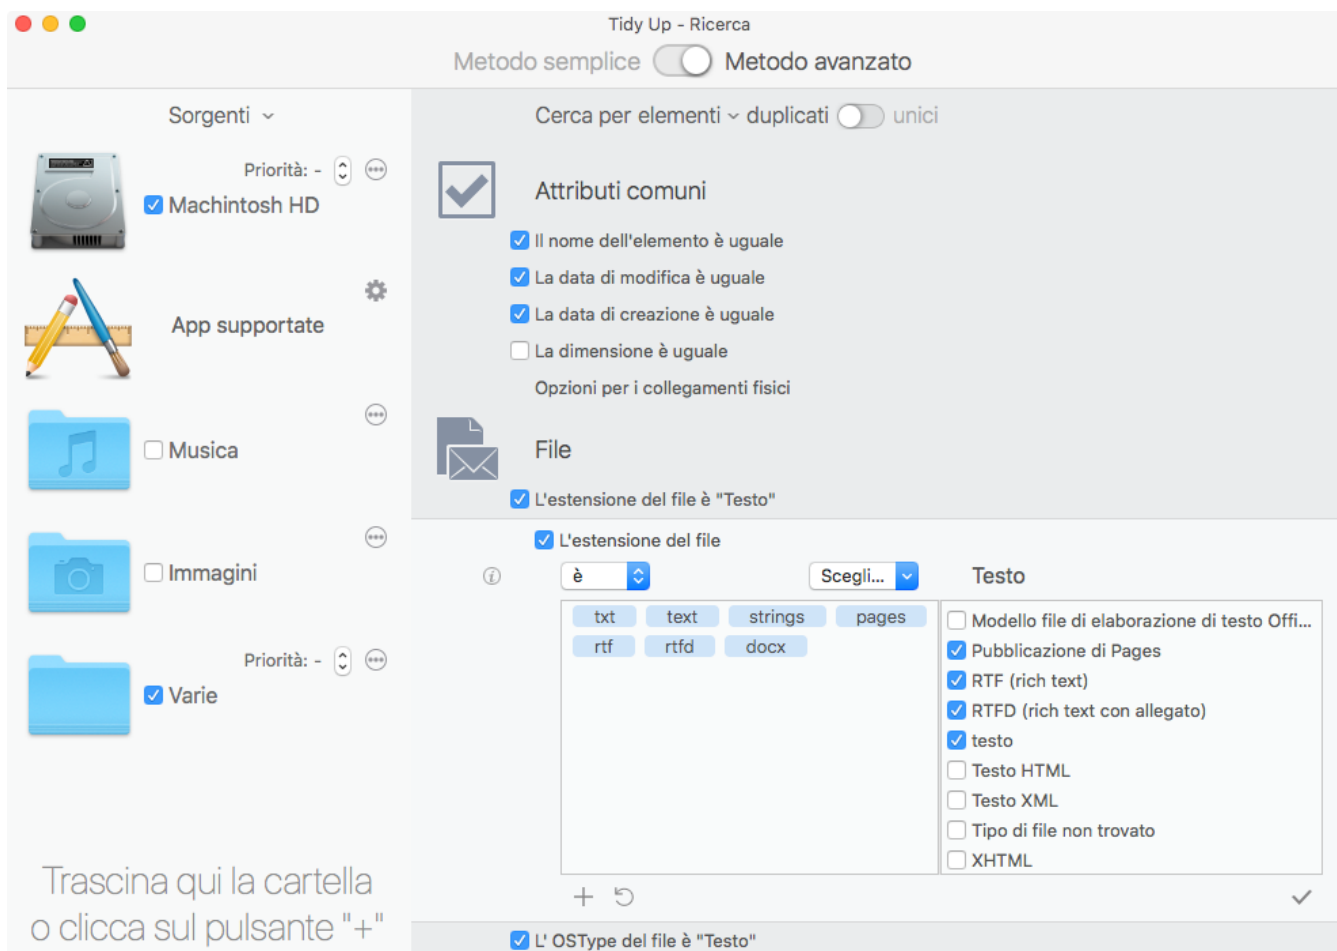 Tidy Up - Ricerca
Metodo semplice Metodo avanzato
Sorgenti
Priorità: -
Machintosh HD
App supportate
Musica
Immagini
Priorità: -
Varie
Trascina qui la cartella
o clicca sul pulsante "+"
Cerca per elementi duplicati unici
Attributi comuni
Il nome dell'elemento è uguale
La data di modifica è uguale
La data di creazione è uguale
La dimensione è uguale
Opzioni per i collegamenti fisici
File
L'estensione del file è "Testo"
L'estensione del file
è Scegli... Testo
txt text strings pages
rtf rtfd docx
Modello file di elaborazione di testo Offi...
Pubblicazione di Pages
RTF (rich text)
RTFD (rich text con allegato)
testo
Testo HTML
Testo XML
Tipo di file non trovato
XHTML
L' OSType del file è "Testo"